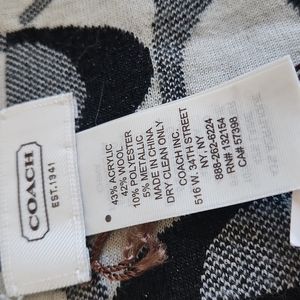 COACH
EST. 1941
43% ACRYLIC
42% WOOL
10% POLYESTER
5% METALLIC
MADE IN CHINA
DRY CLEAN ONLY
COACH INC.
516 W. 34TH STREET
NY, NY
888-262-6224
RN# 132154
CA# 57398